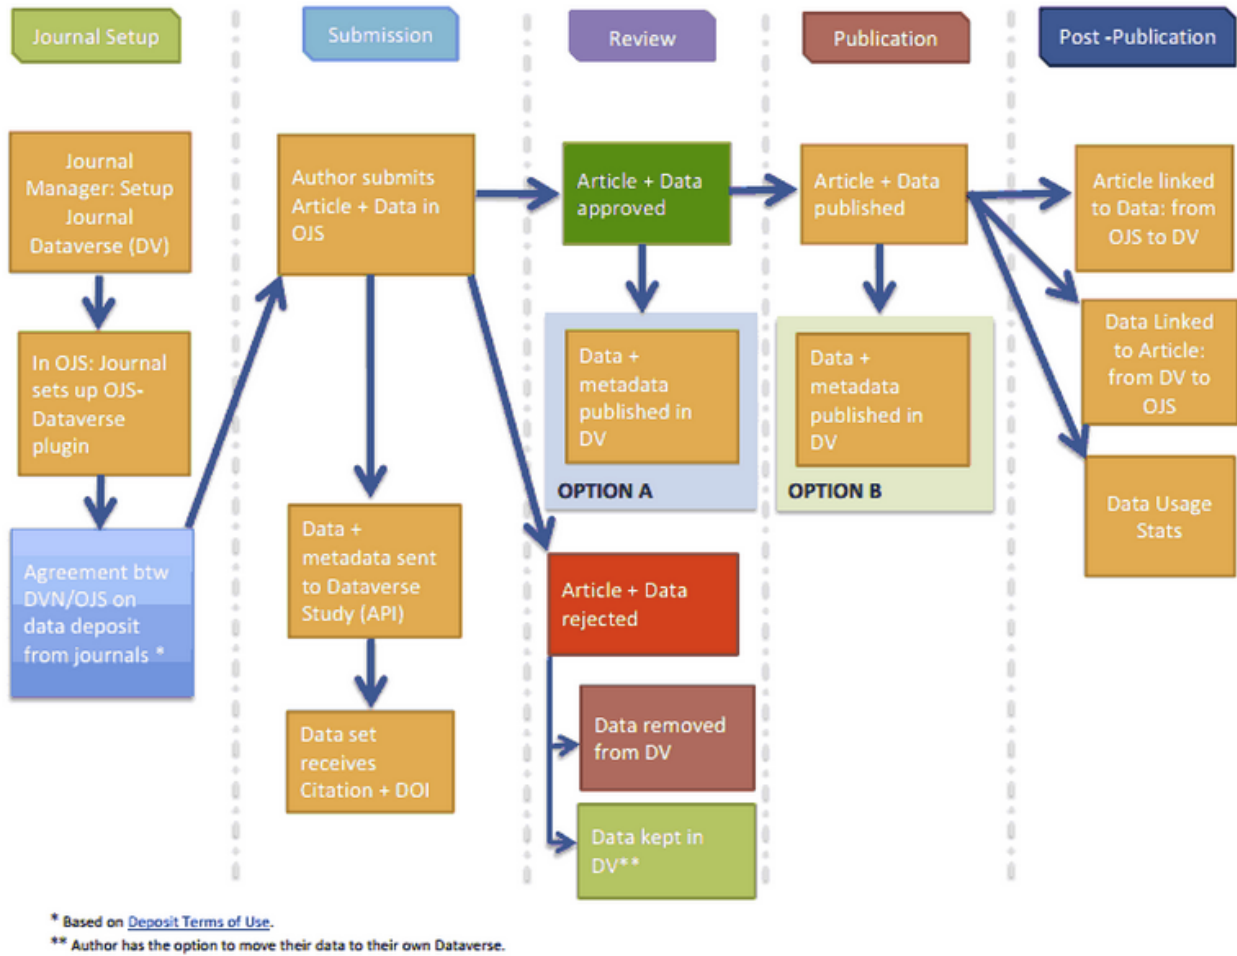 Journal Setup
Submission
Review
Publication
Post -Publication
Journal
Manager: Setup
Journal
Dataverse (DV)
In OJS: Journal
sets up OJS-
Dataverse
plugin
Agreement btw
DVN/OJS on
data deposit
from journals *
Author submits
Article + Data in
OJS
Data +
metadata sent
to Dataverse
Study (API)
Data set
receives
Citation + DOI
Article + Data
approved
Data +
metadata
published in
DV
OPTION A
Article + Data
rejected
Data removed
from DV
Data kept in
DV**
Article + Data
published
Data +
metadata
published in
DV
OPTION B
Article linked
to Data: from
OJS to DV
Data Linked
to Article:
from DV to
OJS
Data Usage
Stats
* Based on Deposit Terms of Use.
** Author has the option to move their data to their own Dataverse.